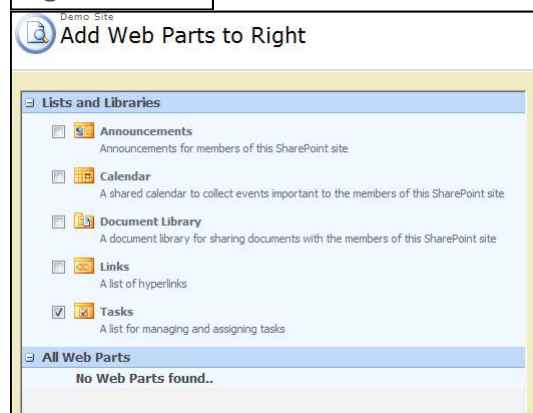 Demo Site
Add Web Parts to Right
Lists and Libraries
Announcements
Announcements for members of this SharePoint site
Calendar
A shared calendar to collect events important to the members of this SharePoint site
Document Library
A document library for sharing documents with the members of this SharePoint site
Links
A list of hyperlinks
Tasks
A list for managing and assigning tasks
All Web Parts
No Web Parts found..